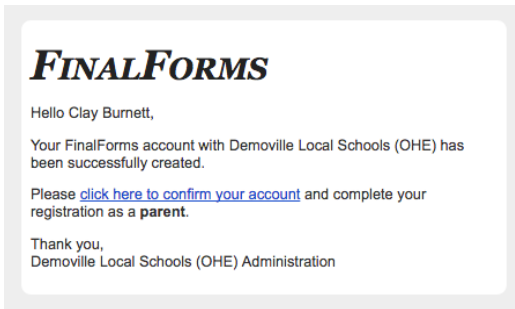 FINALFORMS
Hello Clay Burnett,
Your FinalForms account with Demoville Local Schools (OHE) has
been successfully created.
Please click here to confirm your account and complete your
registration as a parent.
Thank you,
Demoville Local Schools (OHE) Administration